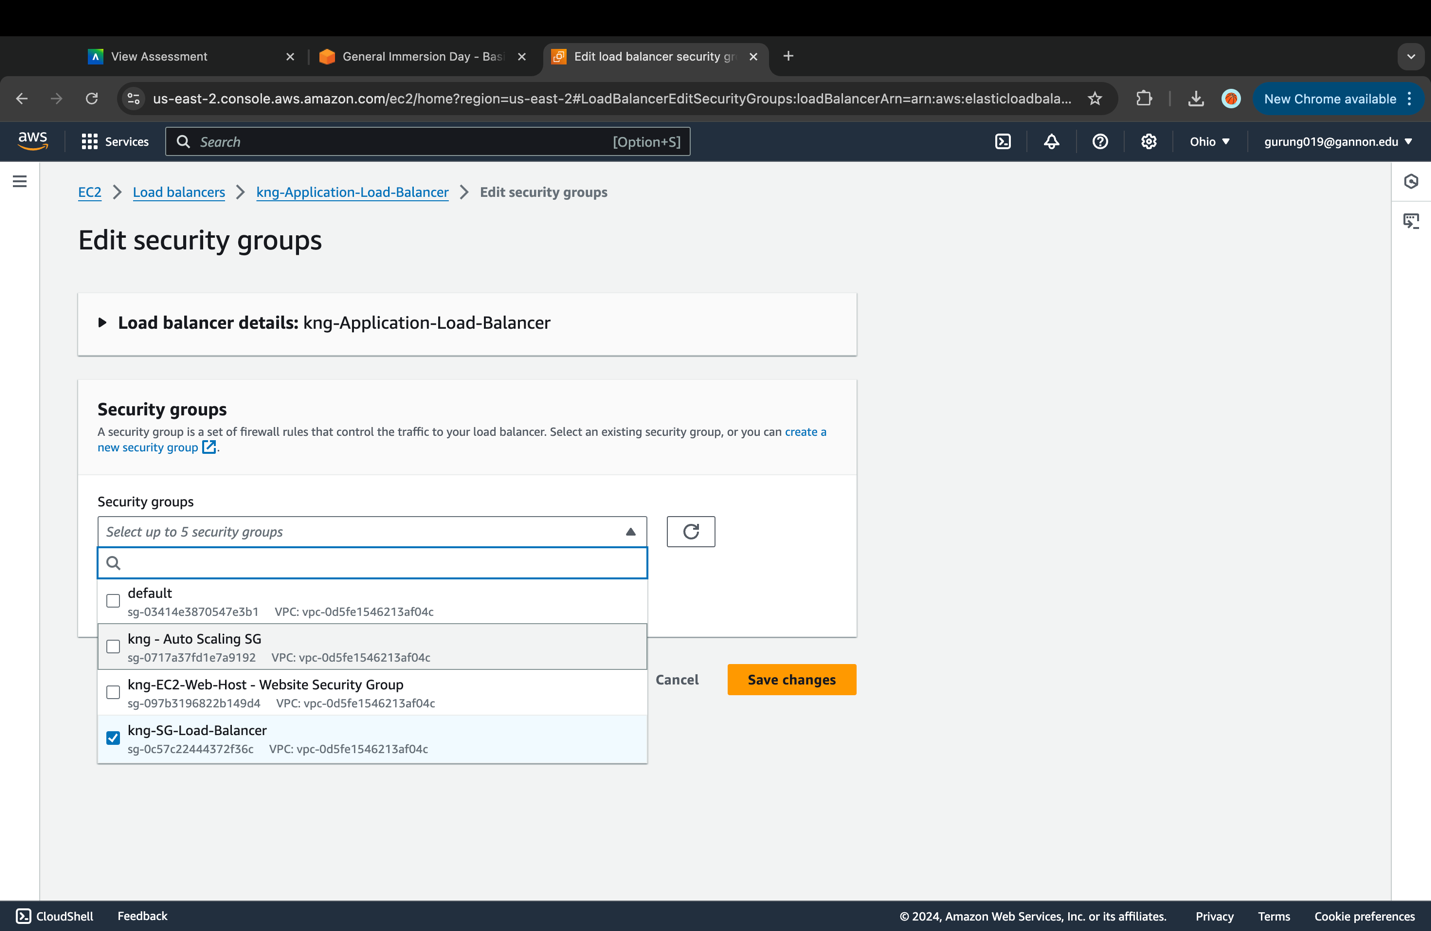 View Assessment
General Immersion Day - Bas
Edit load balancer security gr
us-east-2.console.aws.amazon.com/ec2/home?region=us-east-2#LoadBalancerEditSecurityGroups:loadBalancerArn=arn:aws:elasticloadbala...
New Chrome available
aws
Services
Search
[Option+S]
Ohio
gurung019@gannon.edu
EC2
Load balancers
kng-Application-Load-Balancer
Edit security groups
Edit security groups
Load balancer details: kng-Application-Load-Balancer
Security groups
A security group is a set of firewall rules that control the traffic to your load balancer. Select an existing security group, or you can create a
new security group .
Security groups
Select up to 5 security groups
default
sg-03414e3870547e3b1 VPC: vpc-0d5fe1546213af04c
kng - Auto Scaling SG
sg-0717a37fd1e7a9192 VPC: vpc-0d5fe1546213af04c
kng-EC2-Web-Host - Website Security Group
sg-097b3196822b149d4 VPC: vpc-0d5fe1546213af04c
kng-SG-Load-Balancer
sg-0c57c22444372f36c VPC: vpc-0d5fe1546213af04c
Cancel
Save changes
CloudShell
Feedback
© 2024, Amazon Web Services, Inc. or its affiliates.
Privacy
Terms
Cookie preferences